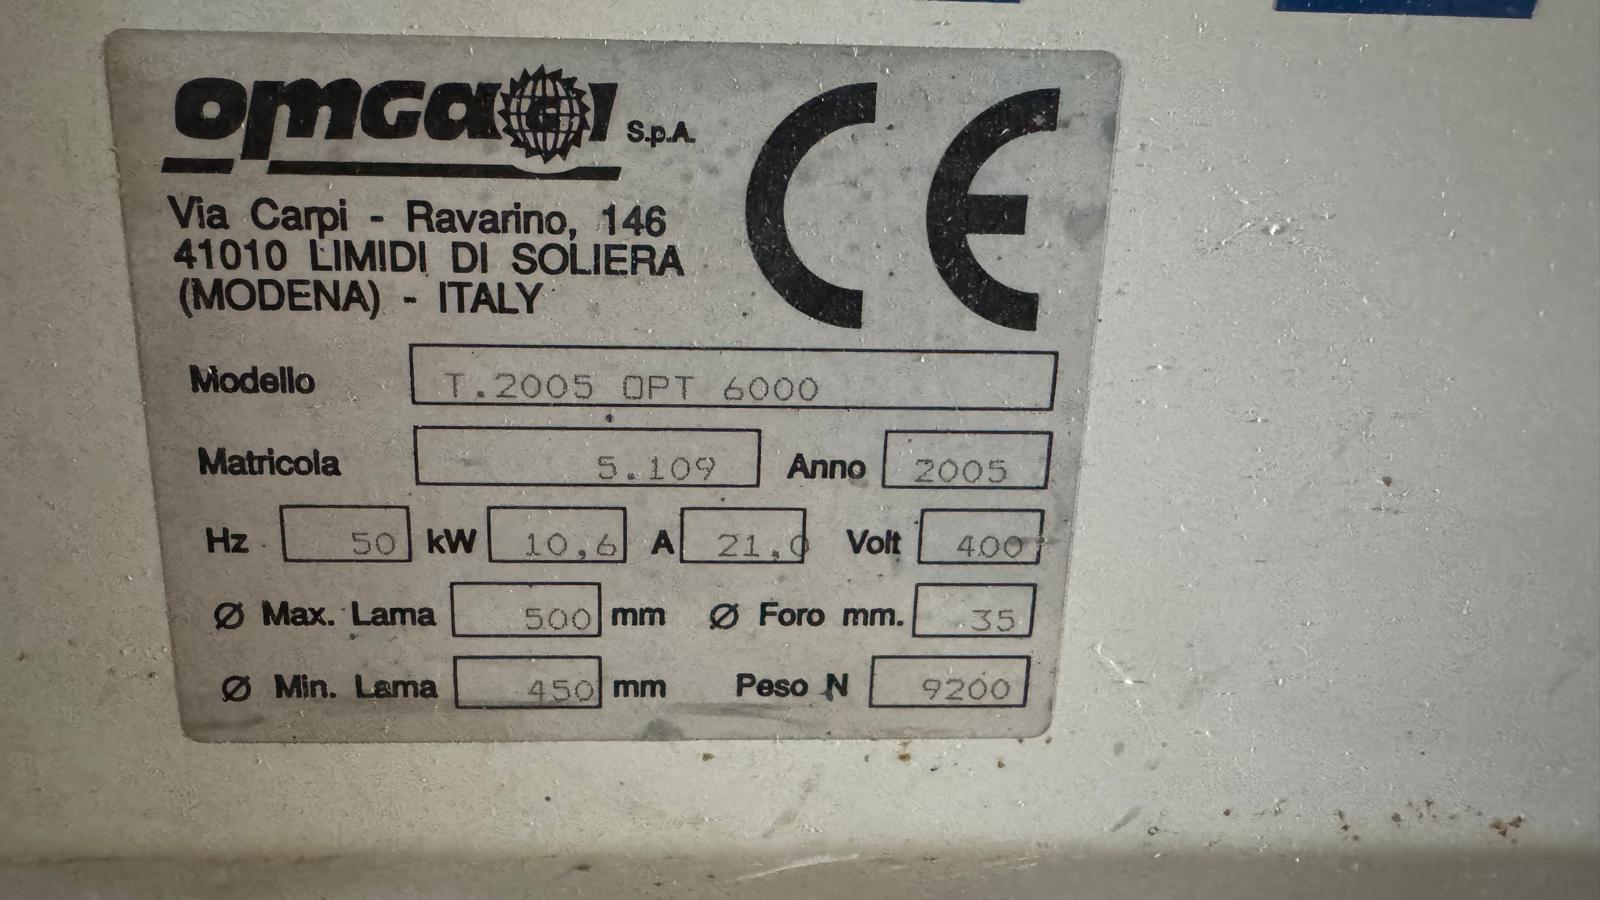 omga S.p.A.
Via Carpi - Ravarino, 146
41010 LIMIDI DI SOLIERA
(MODENA) - ITALY
CE
Modello T.2005 OPT 6000
Matricola 5.109 Anno 2005
Hz 50 kW 10,6 A 21,0 Volt 400
Ø Max. Lama 500 mm Ø Foro mm. 35
Ø Min. Lama 450 mm Peso N 9200